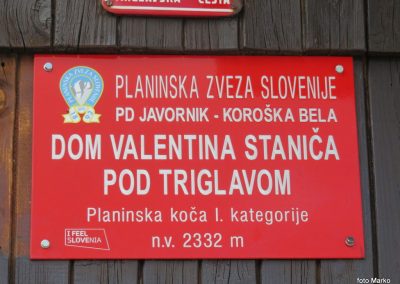 PLANINSKA ZVEZA SLOVENIJE
PD JAVORNIK - KOROŠKA BELA
DOM VALENTINA STANIČA
POD TRIGLAVOM
Planinska koča I. kategorije
n.v. 2332 m
I FEEL
SLOVENIA
foto Marko